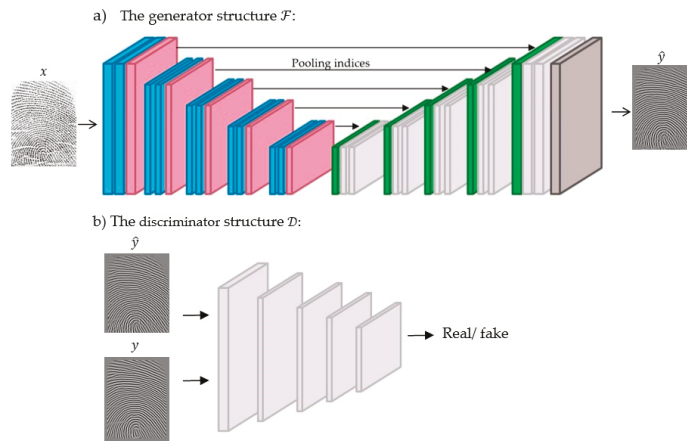 a) The generator structure ℱ:
x
Pooling indices
ŷ
b) The discriminator structure 𝒟:
ŷ
Real/ fake
y